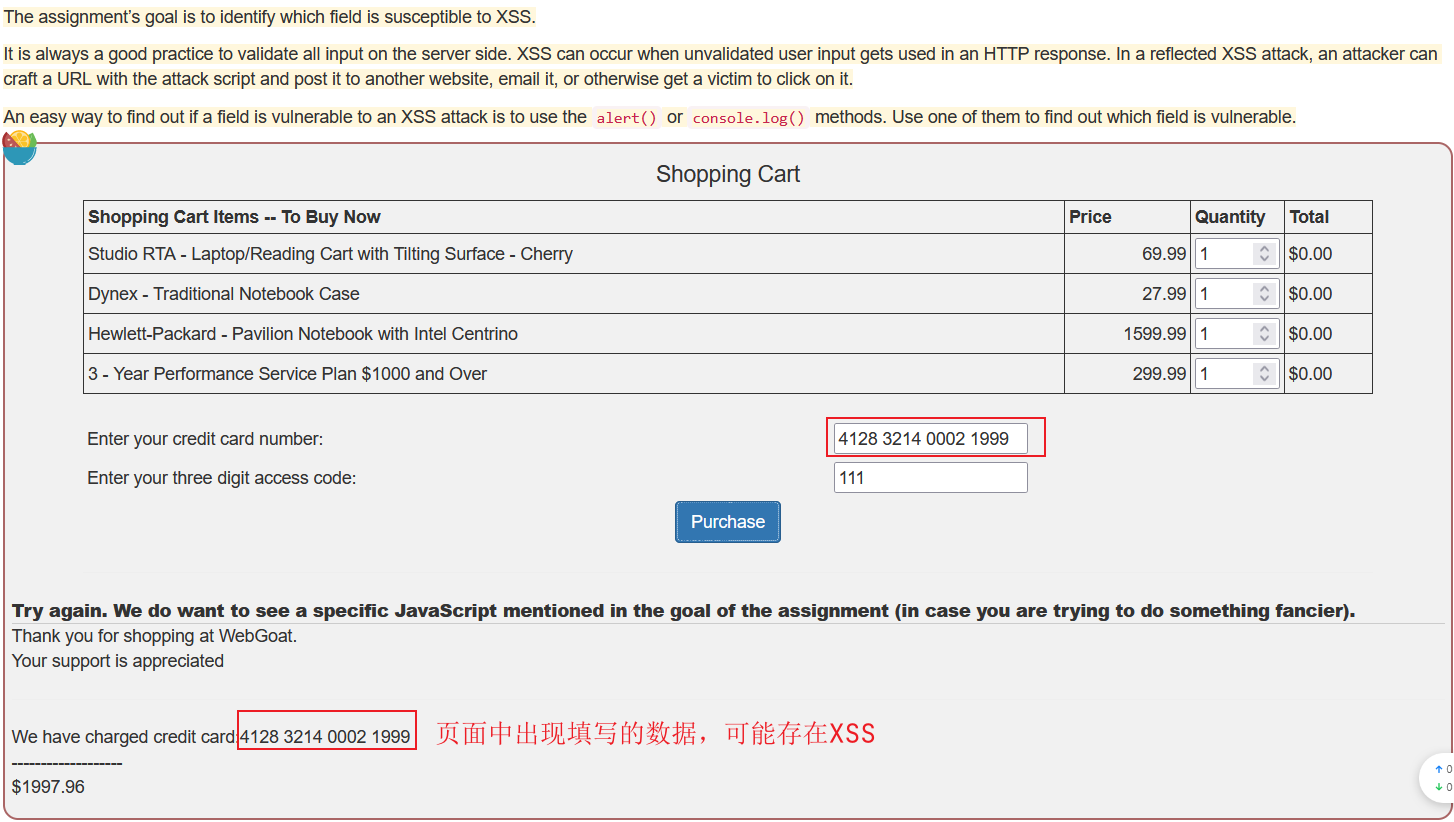 The assignment’s goal is to identify which field is susceptible to XSS.
It is always a good practice to validate all input on the server side. XSS can occur when unvalidated user input gets used in an HTTP response. In a reflected XSS attack, an attacker can
craft a URL with the attack script and post it to another website, email it, or otherwise get a victim to click on it.
An easy way to find out if a field is vulnerable to an XSS attack is to use the alert() or console.log() methods. Use one of them to find out which field is vulnerable.
Shopping Cart
Shopping Cart Items -- To Buy Now Price Quantity Total
Studio RTA - Laptop/Reading Cart with Tilting Surface - Cherry 69.99 1 $0.00
Dynex - Traditional Notebook Case 27.99 1 $0.00
Hewlett-Packard - Pavilion Notebook with Intel Centrino 1599.99 1 $0.00
3 - Year Performance Service Plan $1000 and Over 299.99 1 $0.00
Enter your credit card number: 4128 3214 0002 1999
Enter your three digit access code: 111
Purchase
Try again. We do want to see a specific JavaScript mentioned in the goal of the assignment (in case you are trying to do something fancier).
Thank you for shopping at WebGoat.
Your support is appreciated
We have charged credit card:4128 3214 0002 1999 页面中出现填写的数据，可能存在XSS
-------------------
$1997.96
↑ 0
↓ 0